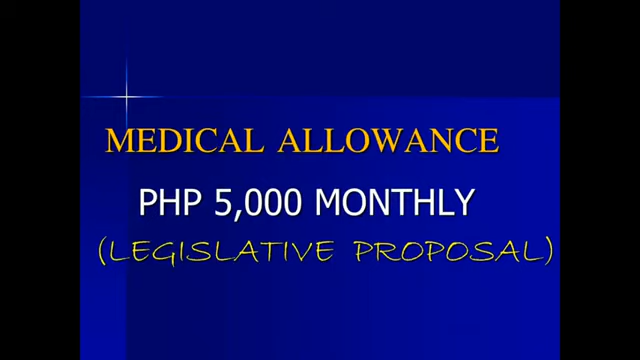 MEDICAL ALLOWANCE
PHP 5,000 MONTHLY
(LEGISLATIVE PROPOSAL)